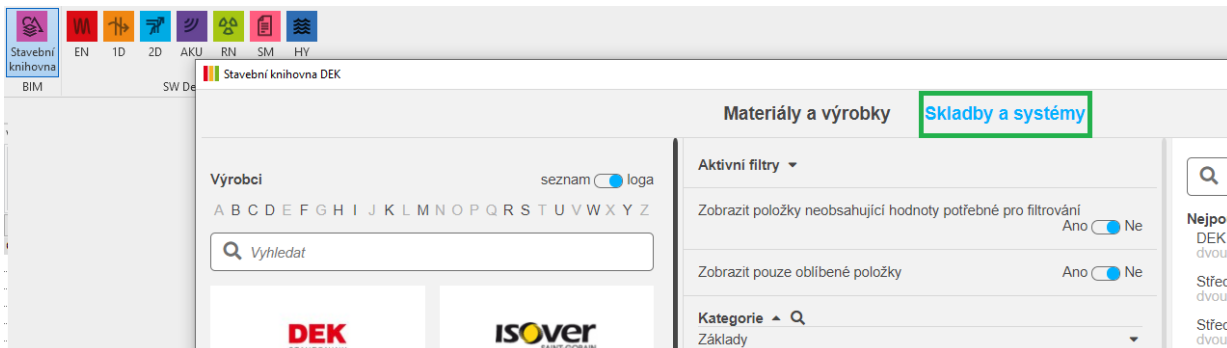 Stavební
knihovna
EN 1D 2D AKU RN SM HY
BIM
SW De
Stavební knihovna DEK
Materiály a výrobky Skladby a systémy
Výrobci seznam loga
A B C D E F G H I J K L M N O P Q R S T U V W X Y Z
Vyhledat
DEK
ISOVER
SAINT-GOBAIN
Aktivní filtry
Zobrazit položky neobsahující hodnoty potřebné pro filtrování
Ano Ne
Zobrazit pouze oblíbené položky Ano Ne
Kategorie
Základy
Nejpo
DEK
dvou
Střec
dvou
Střec
dvou